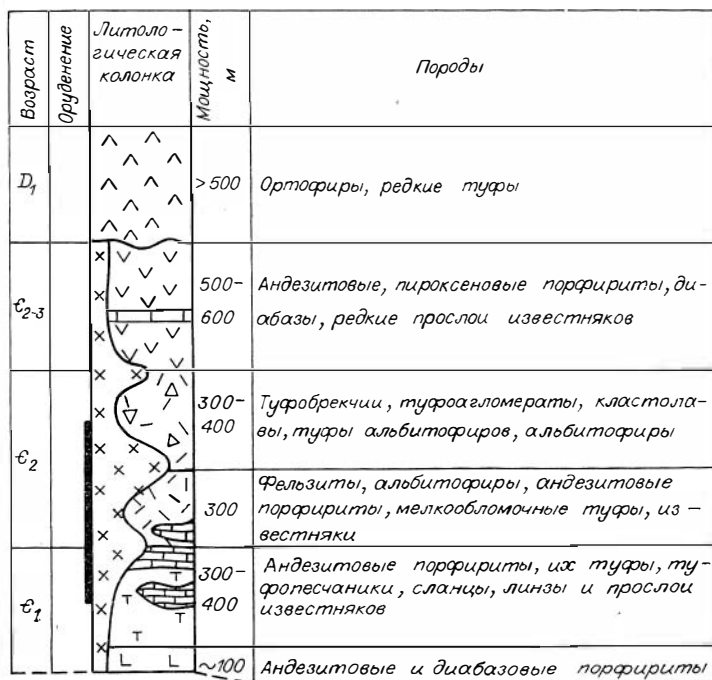 Возраст
Оруденение
Литоло-
гическая
колонка
Мощность,
м
Породы
D₁
>500
Ортофиры, редкие туфы
Є₂₋₃
500-
600
Андезитовые, пироксеновые порфириты, ди-
абазы, редкие прослои известняков
Є₂
300-
400
Туфобрекчии, туфоагломераты, кластола-
вы, туфы альбитофиров, альбитофиры
300
Фельзиты, альбитофиры, андезитовые
порфириты, мелкообломочные туфы, из-
вестняки
Є₁
300-
400
Андезитовые порфириты, их туфы, ту-
фопесчаники, сланцы, линзы и прослои
известняков
~100
Андезитовые и диабазовые порфириты